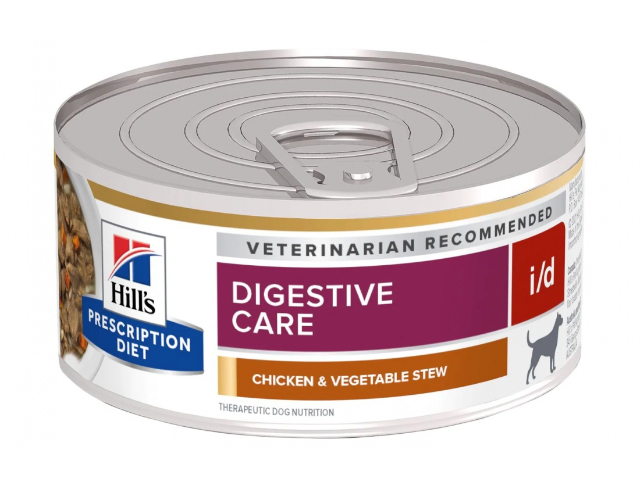 VETERINARIAN RECOMMENDED
Hill's
PRESCRIPTION
DIET
DIGESTIVE
CARE
i/d
CHICKEN & VEGETABLE STEW
THERAPEUTIC DOG NUTRITION